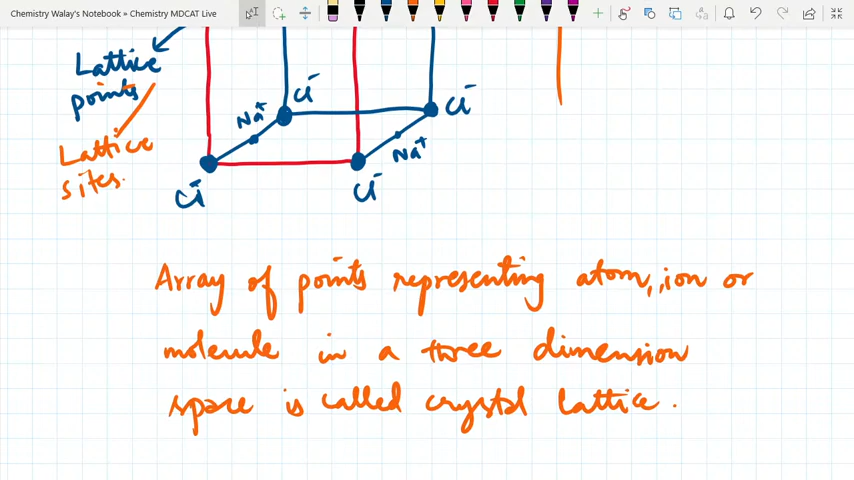 Chemistry Walay's Notebook » Chemistry MDCAT Live
Lattice
points
Lattice
sites.
Na⁺
Cl⁻
Cl⁻
Na⁺
Cl⁻
Cl⁻
Array of points representing atom, ion or
molecule in a three dimension
space is called crystal lattice.